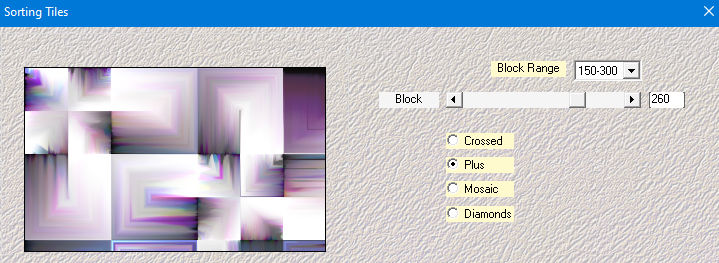 Sorting Tiles
Block Range 150-300
Block 260
Crossed
Plus
Mosaic
Diamonds